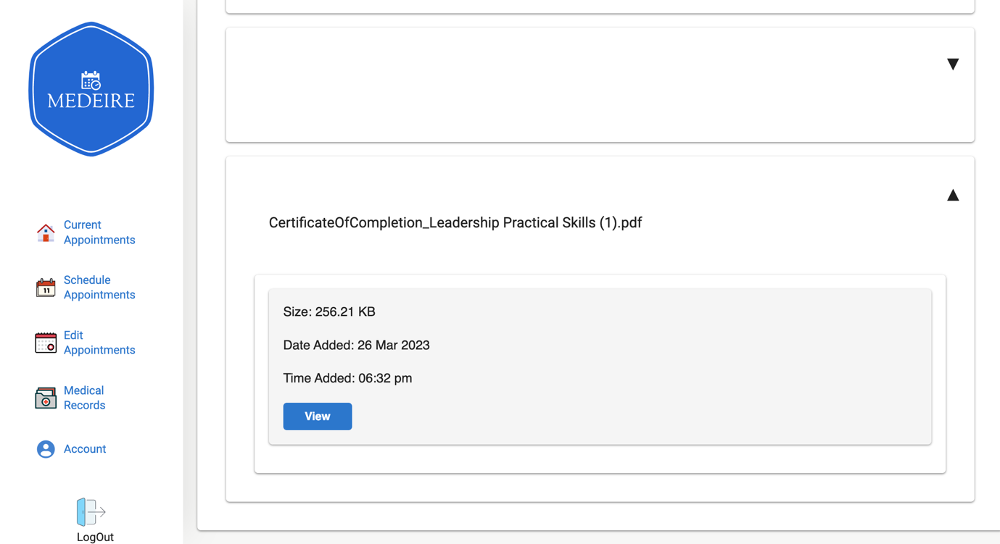 MEDEIRE
Current
Appointments
11
Schedule
Appointments
Edit
Appointments
Medical
Records
Account
LogOut
▼
▲
CertificateOfCompletion_Leadership Practical Skills (1).pdf
Size: 256.21 KB
Date Added: 26 Mar 2023
Time Added: 06:32 pm
View